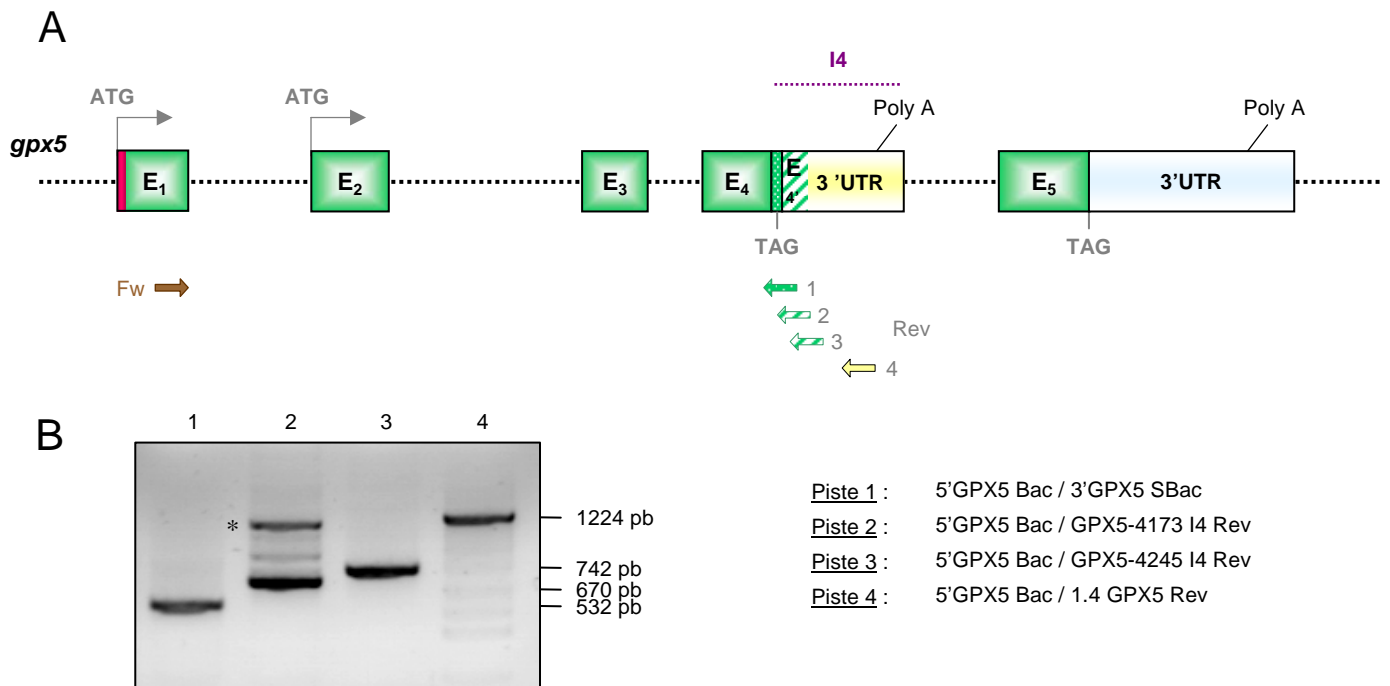 A
I4
ATG
ATG
Poly A
Poly A
gpx5
E1
E2
E3
E4
E
4'
3 'UTR
E5
3'UTR
TAG
TAG
Fw
1
2
3
Rev
4
B
1
2
3
4
*
1224 pb
742 pb
670 pb
532 pb
Piste 1 : 5'GPX5 Bac / 3'GPX5 SBac
Piste 2 : 5'GPX5 Bac / GPX5-4173 I4 Rev
Piste 3 : 5'GPX5 Bac / GPX5-4245 I4 Rev
Piste 4 : 5'GPX5 Bac / 1.4 GPX5 Rev